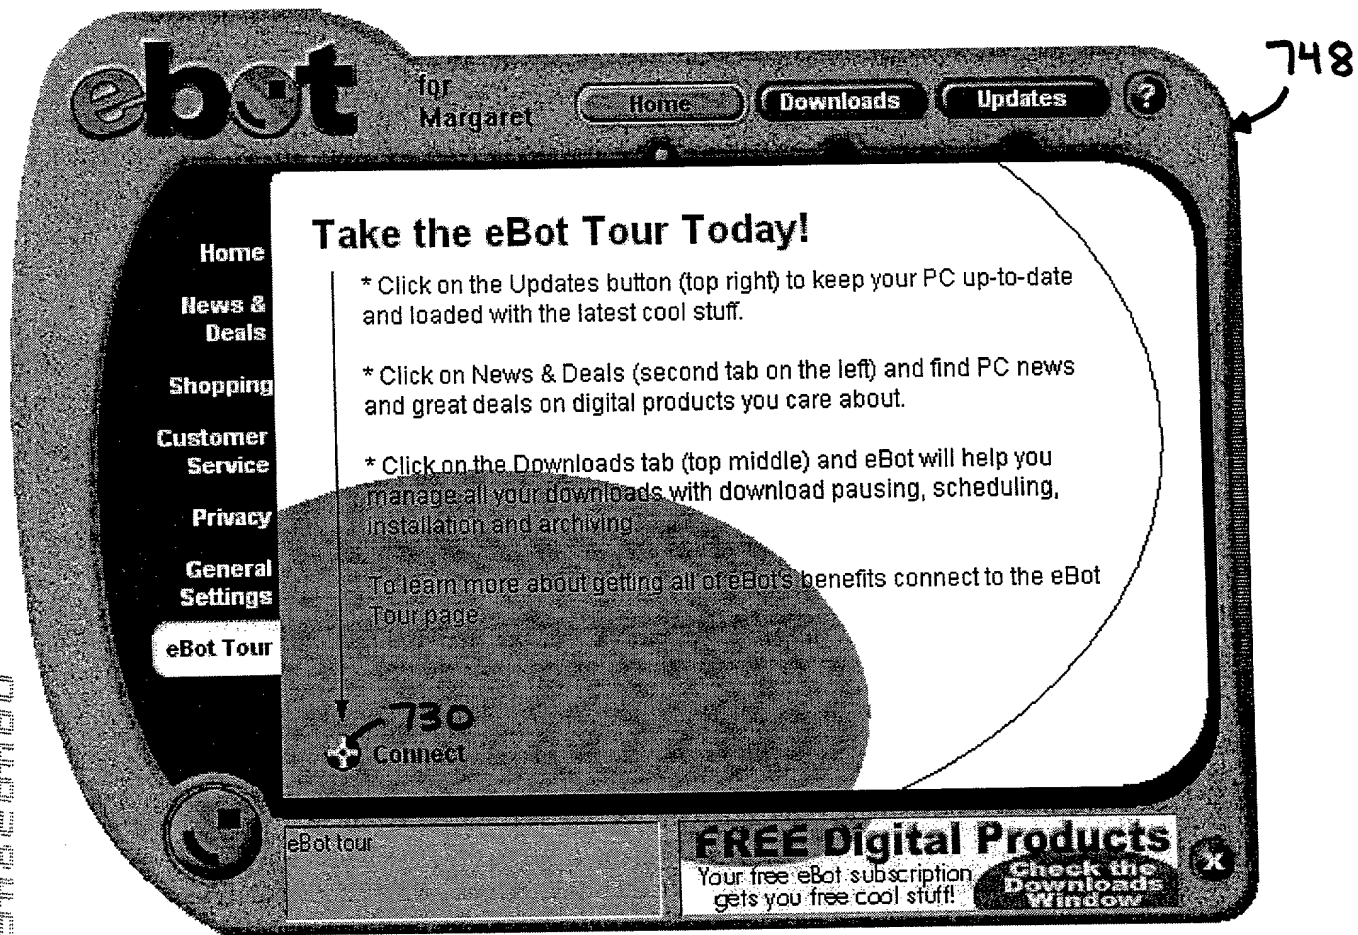 748
ebot
for
Margaret
Home
Downloads
Updates
?
Home
News &
Deals
Shopping
Customer
Service
Privacy
General
Settings
eBot Tour
Take the eBot Tour Today!
* Click on the Updates button (top right) to keep your PC up-to-date
and loaded with the latest cool stuff.
* Click on News & Deals (second tab on the left) and find PC news
and great deals on digital products you care about.
* Click on the Downloads tab (top middle) and eBot will help you
manage all your downloads with download pausing, scheduling,
installation and archiving.
To learn more about getting all of eBot's benefits connect to the eBot
Tour page.
730
Connect
eBot tour
FREE Digital Products
Your free eBot subscription
gets you free cool stuff!
Check the
Downloads
Window
X